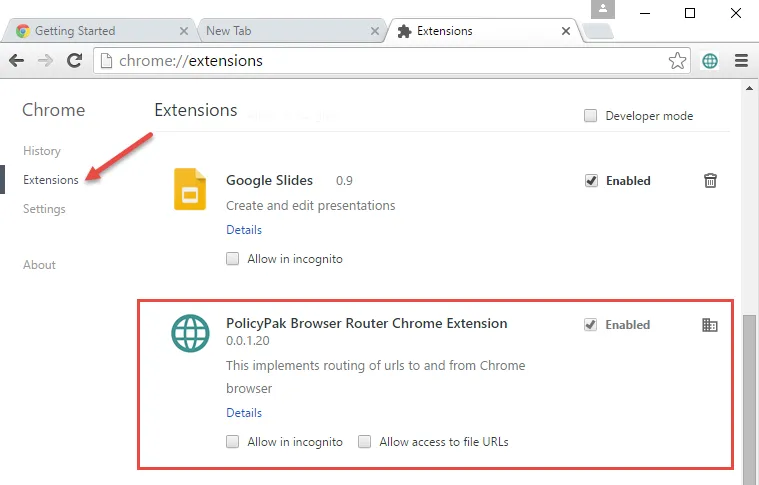 Getting Started
New Tab
Extensions
chrome://extensions
Chrome
Extensions
Developer mode
History
Extensions
Settings
About
Google Slides 0.9
Enabled
Create and edit presentations
Details
Allow in incognito
PolicyPak Browser Router Chrome Extension
Enabled
0.0.1.20
This implements routing of urls to and from Chrome
browser
Details
Allow in incognito Allow access to file URLs